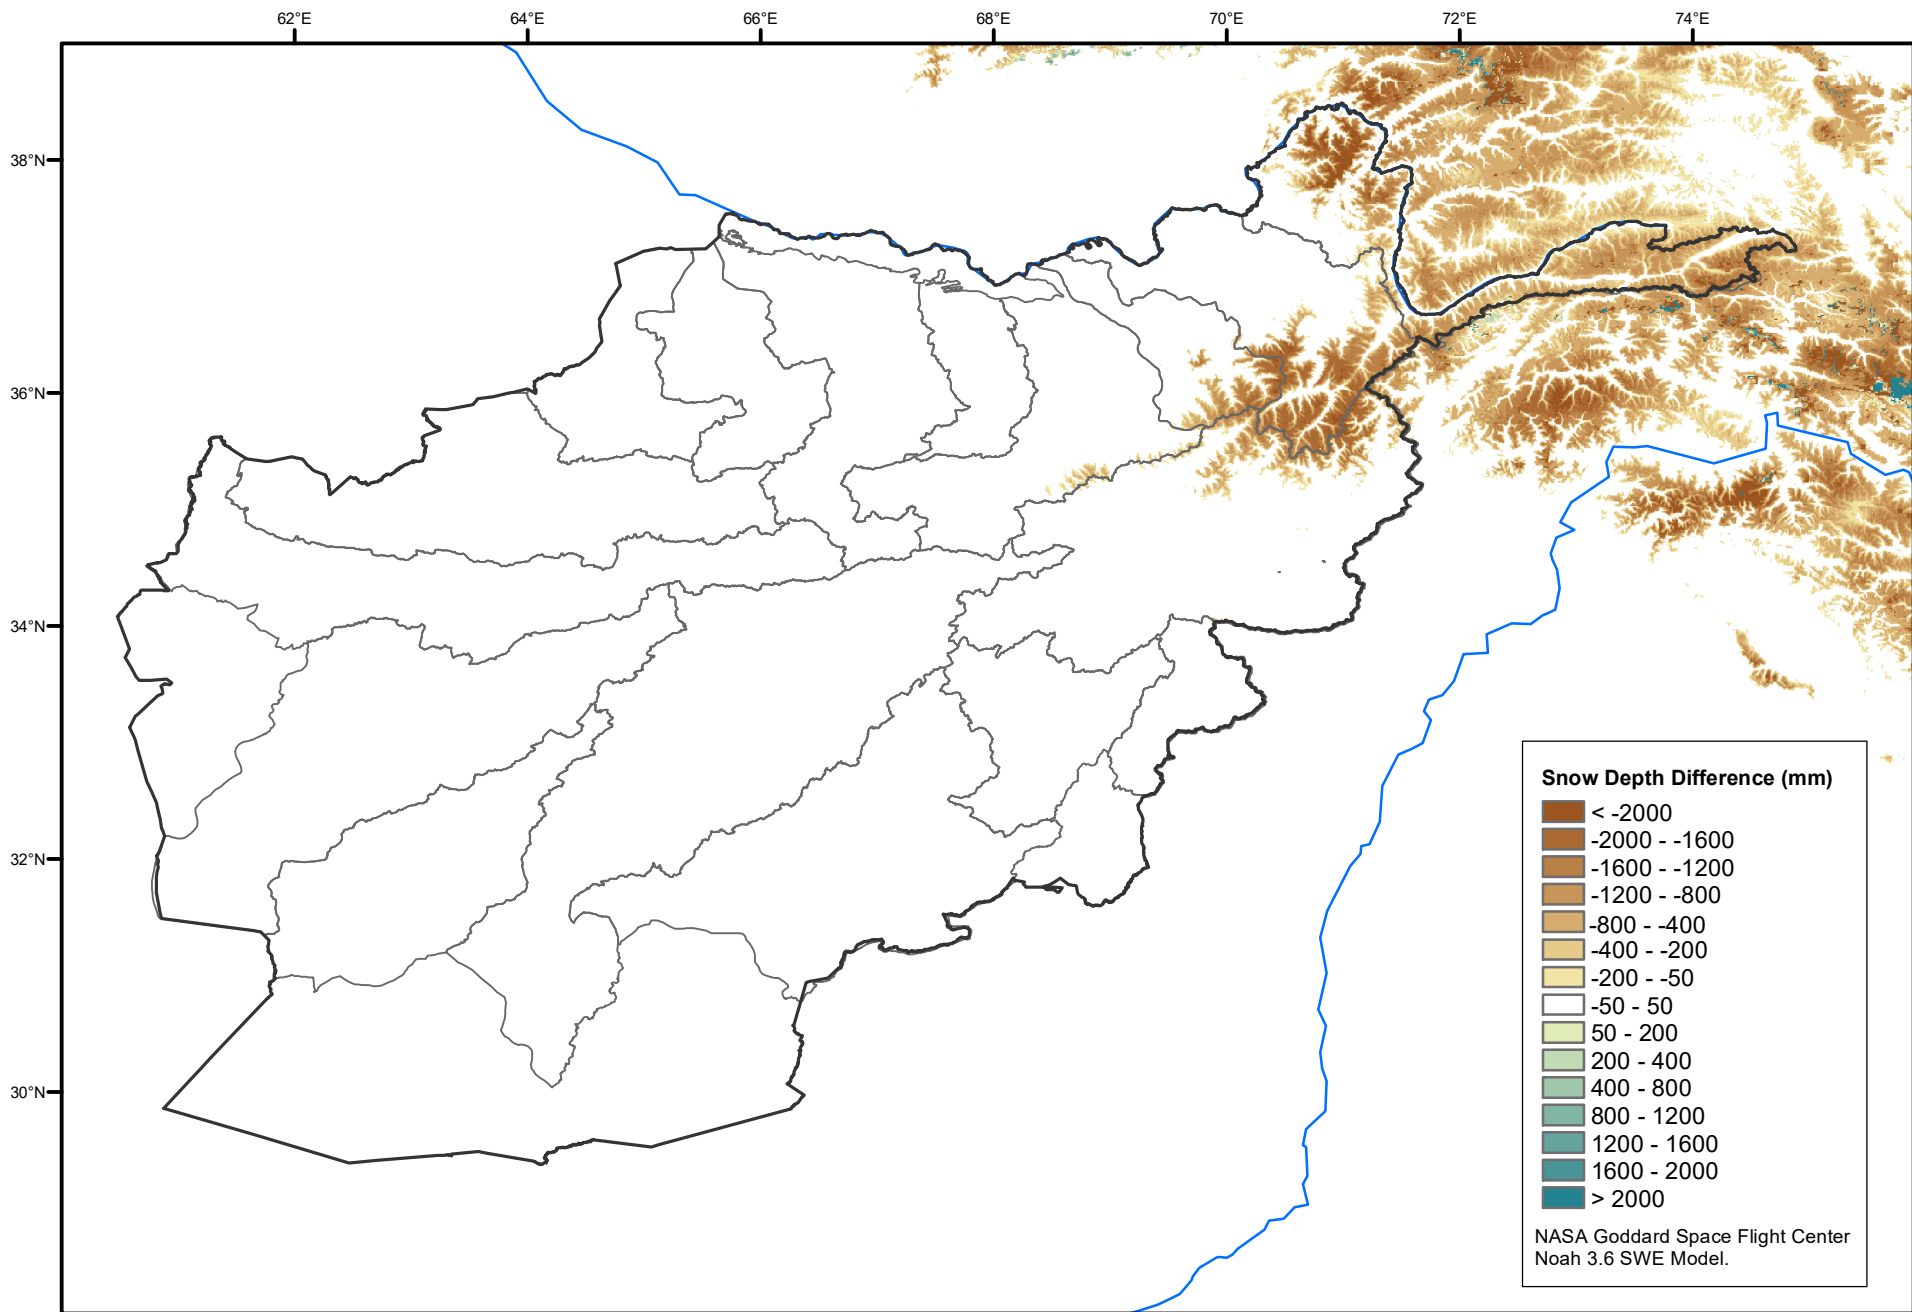 62°E 64°E 66°E 68°E 70°E 72°E 74°E
38°N
36°N
34°N
32°N
30°N
Snow Depth Difference (mm)
< -2000
-2000 - -1600
-1600 - -1200
-1200 - -800
-800 - -400
-400 - -200
-200 - -50
-50 - 50
50 - 200
200 - 400
400 - 800
800 - 1200
1200 - 1600
1600 - 2000
> 2000
NASA Goddard Space Flight Center
Noah 3.6 SWE Model.